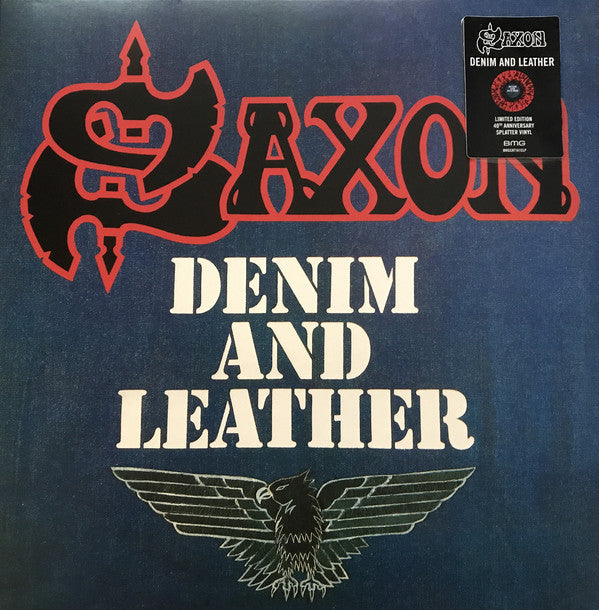 SAXON
DENIM
AND
LEATHER
SAXON
DENIM AND LEATHER
LIMITED EDITION
40TH ANNIVERSARY
SPLATTER VINYL
BMG